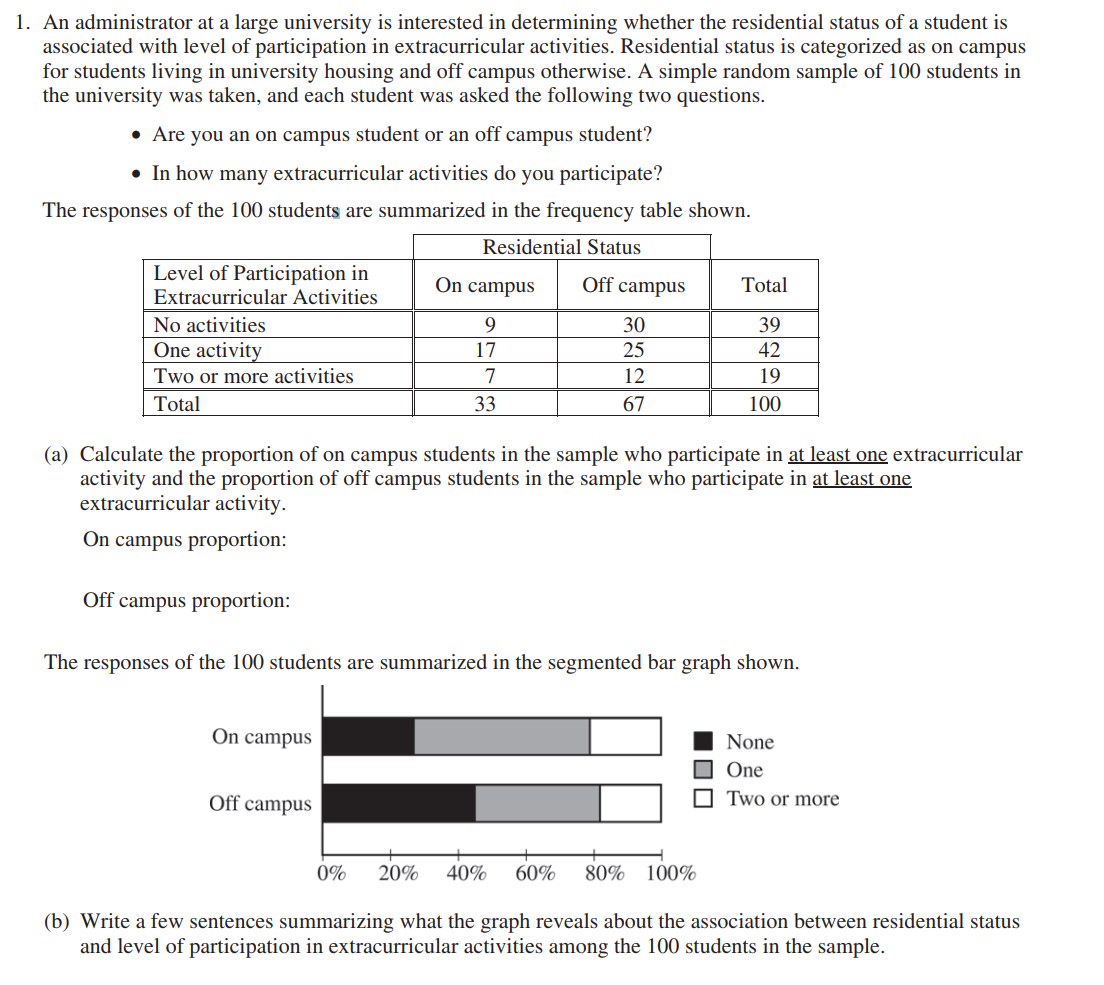 1. An administrator at a large university is interested in determining whether the residential status of a student is
associated with level of participation in extracurricular activities. Residential status is categorized as on campus
for students living in university housing and off campus otherwise. A simple random sample of 100 students in
the university was taken, and each student was asked the following two questions.
• Are you an on campus student or an off campus student?
• In how many extracurricular activities do you participate?
The responses of the 100 students are summarized in the frequency table shown.
Residential Status
Level of Participation in
Extracurricular Activities
On campus Off campus Total
No activities 9 30 39
One activity 17 25 42
Two or more activities 7 12 19
Total 33 67 100
(a) Calculate the proportion of on campus students in the sample who participate in at least one extracurricular
activity and the proportion of off campus students in the sample who participate in at least one
extracurricular activity.
On campus proportion:
Off campus proportion:
The responses of the 100 students are summarized in the segmented bar graph shown.
On campus
Off campus
None
One
Two or more
0% 20% 40% 60% 80% 100%
(b) Write a few sentences summarizing what the graph reveals about the association between residential status
and level of participation in extracurricular activities among the 100 students in the sample.